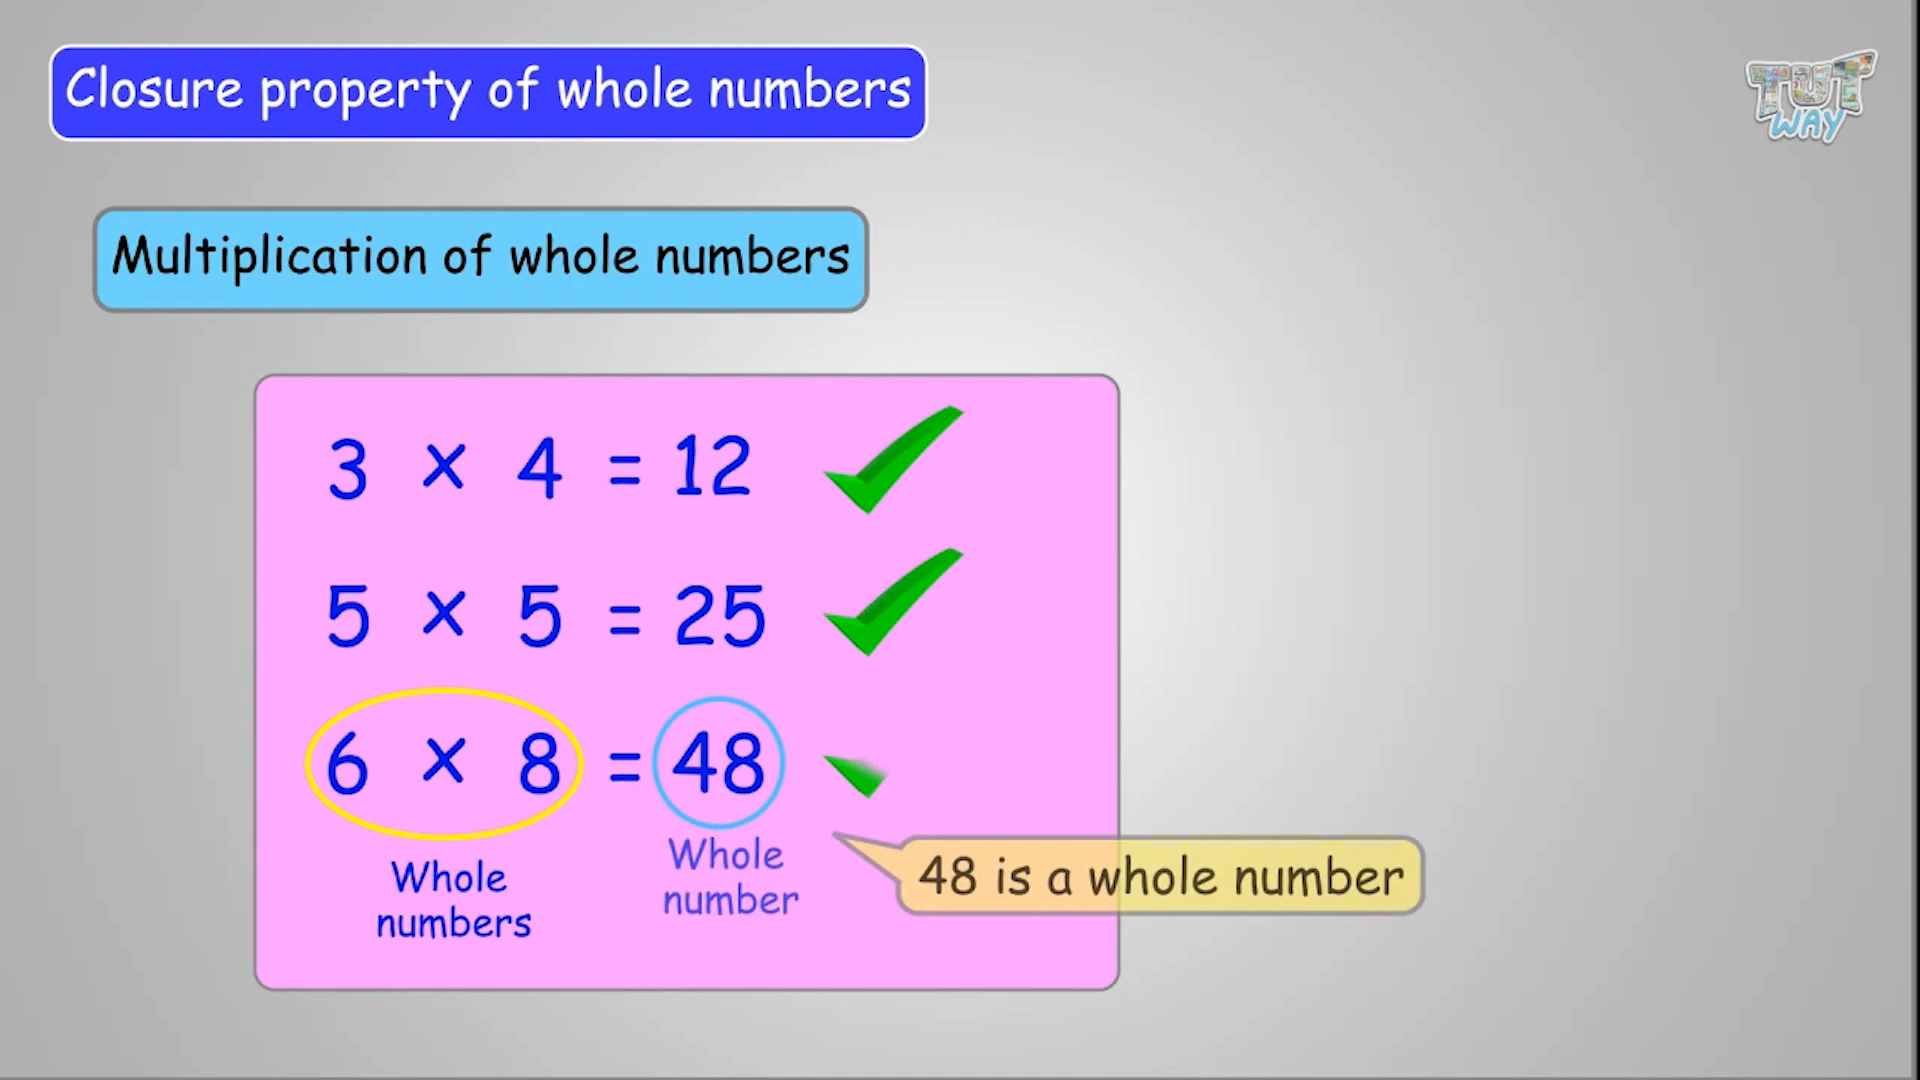 Closure property of whole numbers
TUT
WAY
Multiplication of whole numbers
3 × 4 = 12
5 × 5 = 25
6 × 8 = 48
Whole
numbers
Whole
number
48 is a whole number